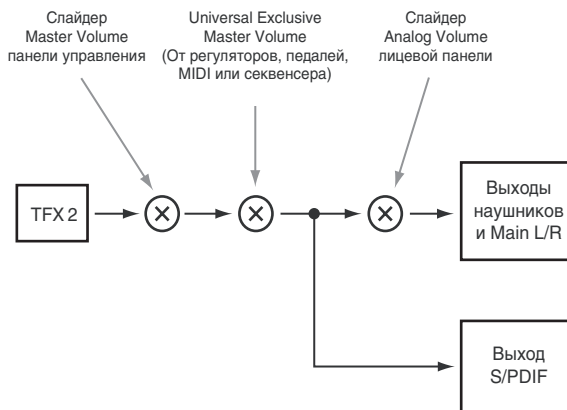 Слайдер
Master Volume
панели управления
Universal Exclusive
Master Volume
(От регуляторов, педалей,
MIDI или секвенсера)
Слайдер
Analog Volume
лицевой панели
TFX 2
Выходы
наушников
и Main L/R
Выход
S/PDIF